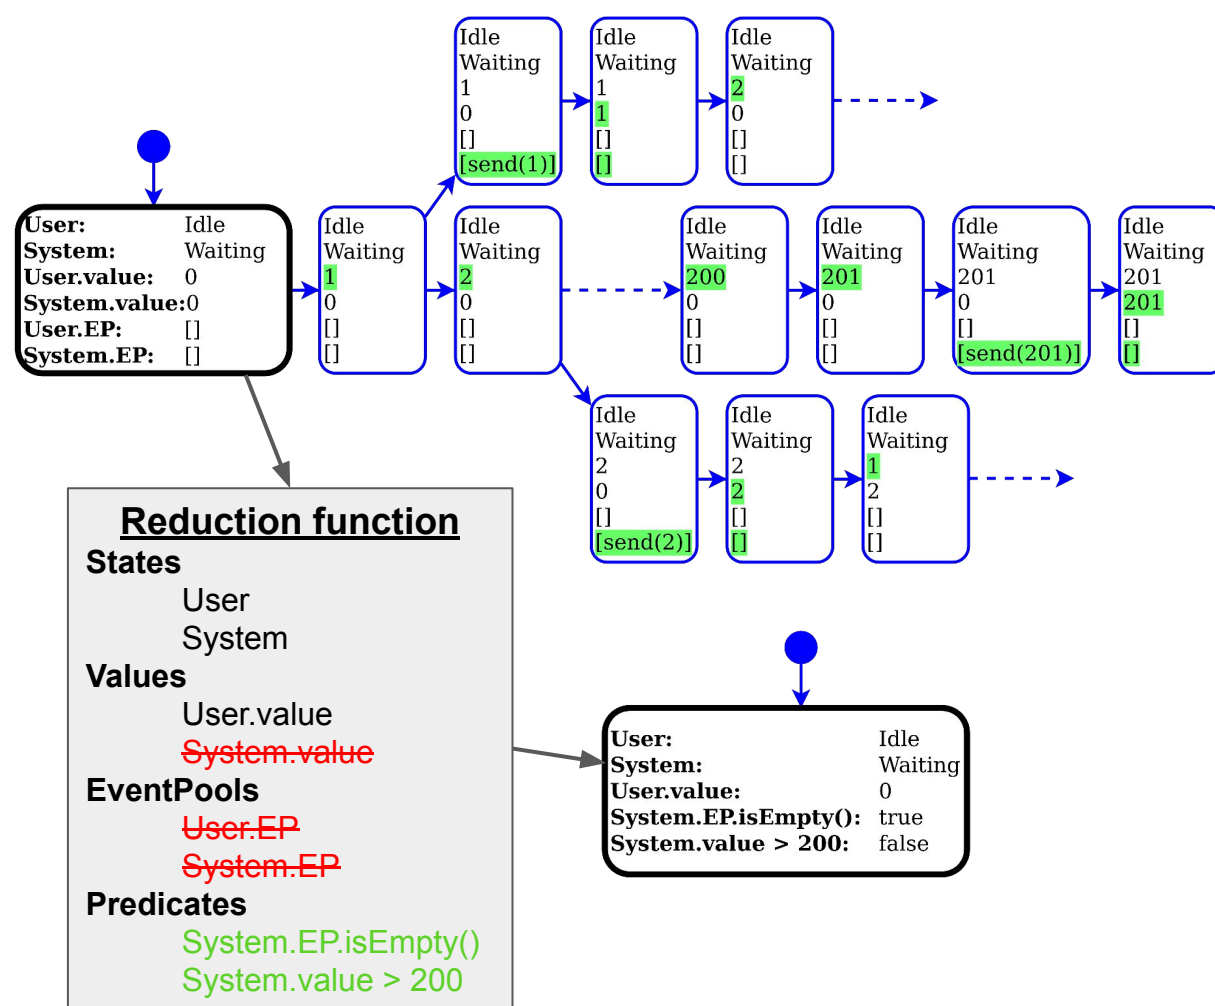 Idle
Waiting
1
0
[]
[send(1)]
Idle
Waiting
1
1
[]
[]
Idle
Waiting
2
0
[]
[]
User: Idle
System: Waiting
User.value: 0
System.value:0
User.EP: []
System.EP: []
Idle
Waiting
1
0
[]
[]
Idle
Waiting
2
0
[]
[]
Idle
Waiting
200
0
[]
[]
Idle
Waiting
201
0
[]
[]
Idle
Waiting
201
0
[]
[send(201)]
Idle
Waiting
201
201
[]
[]
Idle
Waiting
2
0
[]
[send(2)]
Idle
Waiting
2
2
[]
[]
Idle
Waiting
1
2
[]
[]
Reduction function
States
User
System
Values
User.value
System.value
EventPools
User.EP
System.EP
Predicates
System.EP.isEmpty()
System.value > 200
User: Idle
System: Waiting
User.value: 0
System.EP.isEmpty(): true
System.value > 200: false